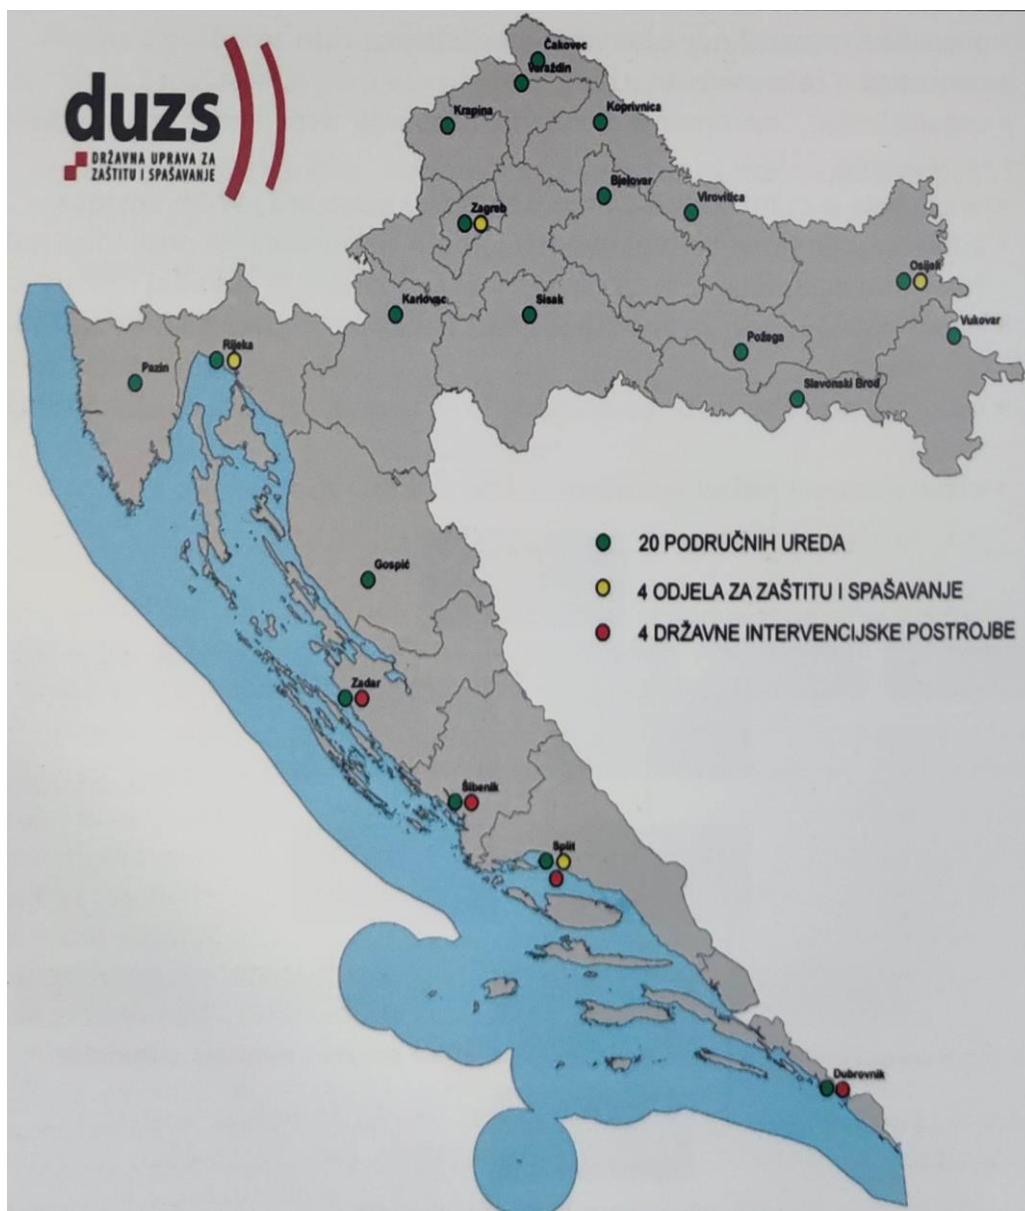 duzs
DRŽAVNA UPRAVA ZA
ZAŠTITU I SPAŠAVANJE
Čakovec
Varaždin
Krapina
Koprivnica
Bjelovar
Virovitica
Zagreb
Osijek
Karlovac
Sisak
Vukovar
Požega
Rijeka
Pazin
Slavonski Brod
20 PODRUČNIH UREDA
Gospić
4 ODJELA ZA ZAŠTITU I SPAŠAVANJE
4 DRŽAVNE INTERVENCIJSKE POSTROJBE
Zadar
Šibenik
Split
Dubrovnik